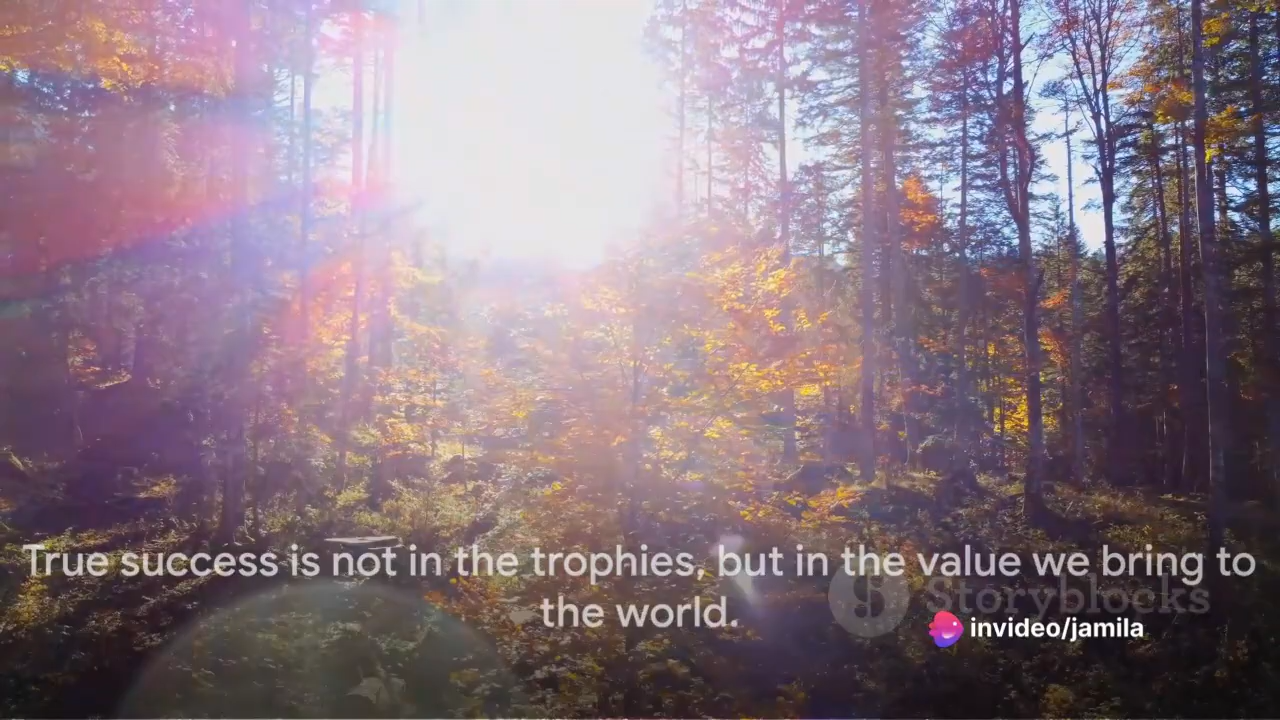 True success is not in the trophies, but in the value we bring to
the world.
Storyblocks
invideo/jamila